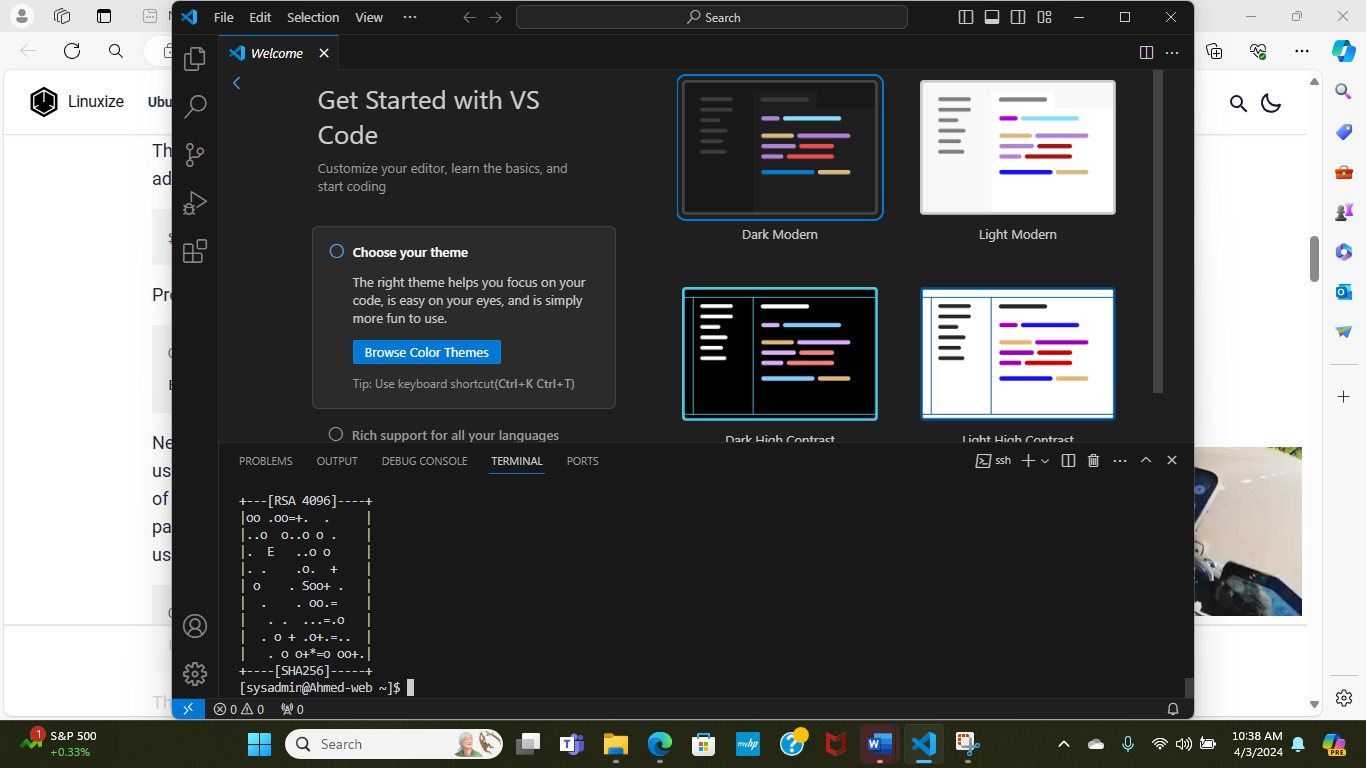 File Edit Selection View ··· Search
Welcome
Linuxize Ubu
Th
ad
$
Pro
Ne
us
of
pa
us
Th
Get Started with VS
Code
Customize your editor, learn the basics, and
start coding
Choose your theme
The right theme helps you focus on your
code, is easy on your eyes, and is simply
more fun to use.
Browse Color Themes
Tip: Use keyboard shortcut(Ctrl+K Ctrl+T)
Rich support for all your languages
Dark Modern
Light Modern
Dark High Contrast
Light High Contrast
PROBLEMS OUTPUT DEBUG CONSOLE TERMINAL PORTS ssh
+---[RSA 4096]----+
|oo .oo=+.  .     |
|..o  o..o o .    |
|.  E   ..o o     |
|. .    .o.  +    |
| o    . Soo+ .   |
|  .    . oo.=    |
|   . .  ...=.o   |
|  . o + .o+.=..  |
|   . o o+*=o oo+.|
+----[SHA256]-----+
[sysadmin@Ahmed-web ~]$
0 0 0
1 S&P 500
+0.33%
Search
myhp
W
PRE
10:38 AM
4/3/2024